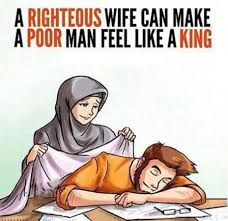 A RIGHTEOUS WIFE CAN MAKE
A POOR MAN FEEL LIKE A KING